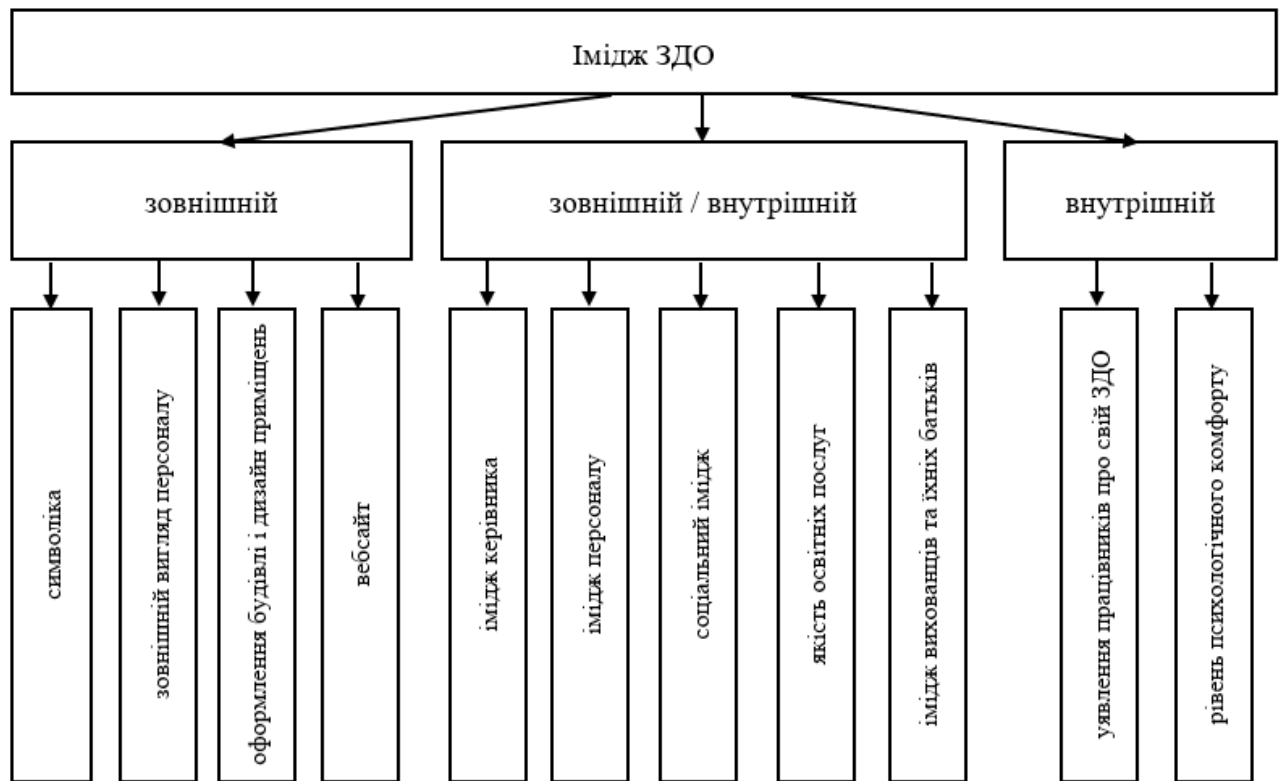 Імідж ЗДО
зовнішній
зовнішній / внутрішній
внутрішній
символіка
зовнішній вигляд персоналу
оформлення будівлі і дизайн приміщень
вебсайт
імідж керівника
імідж персоналу
соціальний імідж
якість освітніх послуг
імідж вихованців та їхніх батьків
уявлення працівників про свій ЗДО
рівень психологічного комфорту